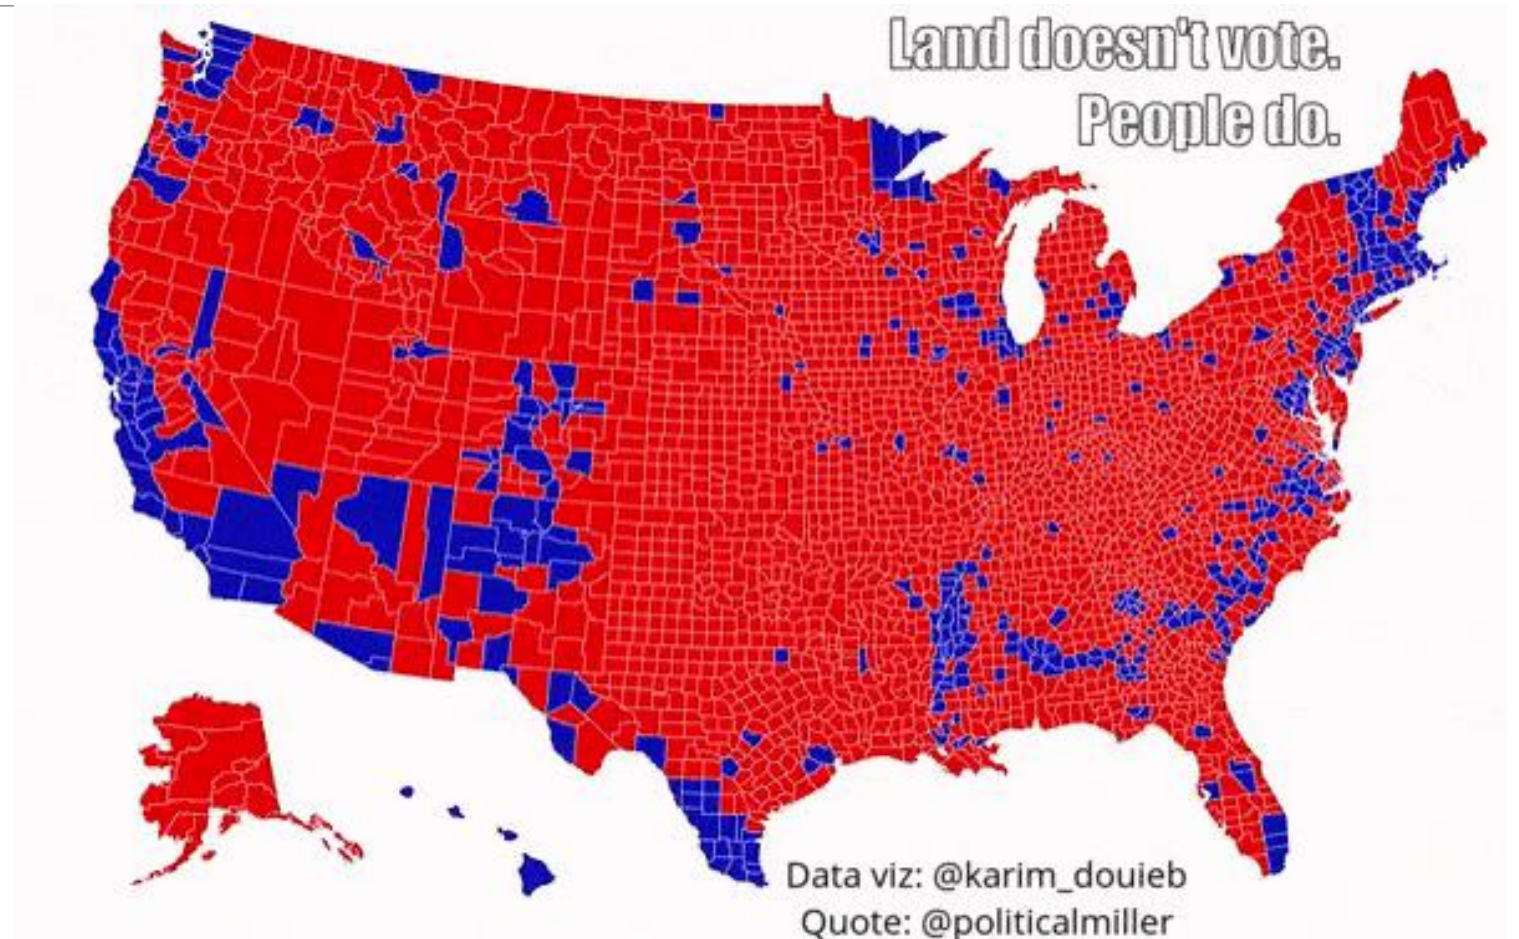 Land doesn't vote.
People do.
Data viz: @karim_douieb
Quote: @politicalmiller